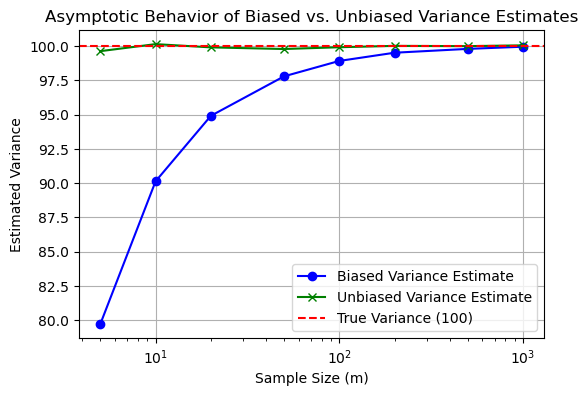 Asymptotic Behavior of Biased vs. Unbiased Variance Estimates
Estimated Variance
100.0
97.5
95.0
92.5
90.0
87.5
85.0
82.5
80.0
Biased Variance Estimate
Unbiased Variance Estimate
True Variance (100)
10¹ 10² 10³
Sample Size (m)